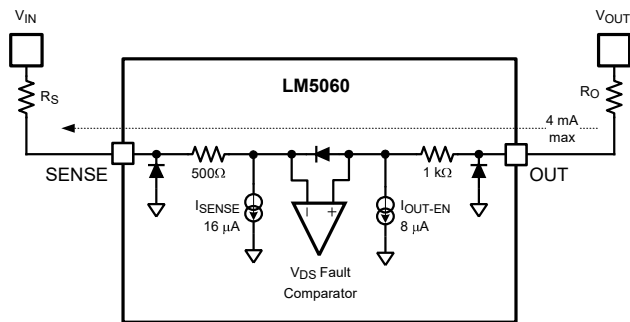 VIN
VOUT
LM5060
RS
RO
4 mA
max
SENSE
OUT
500Ω
1 kΩ
ISENSE
16 μA
IOUT-EN
8 μA
− +
VDS Fault
Comparator